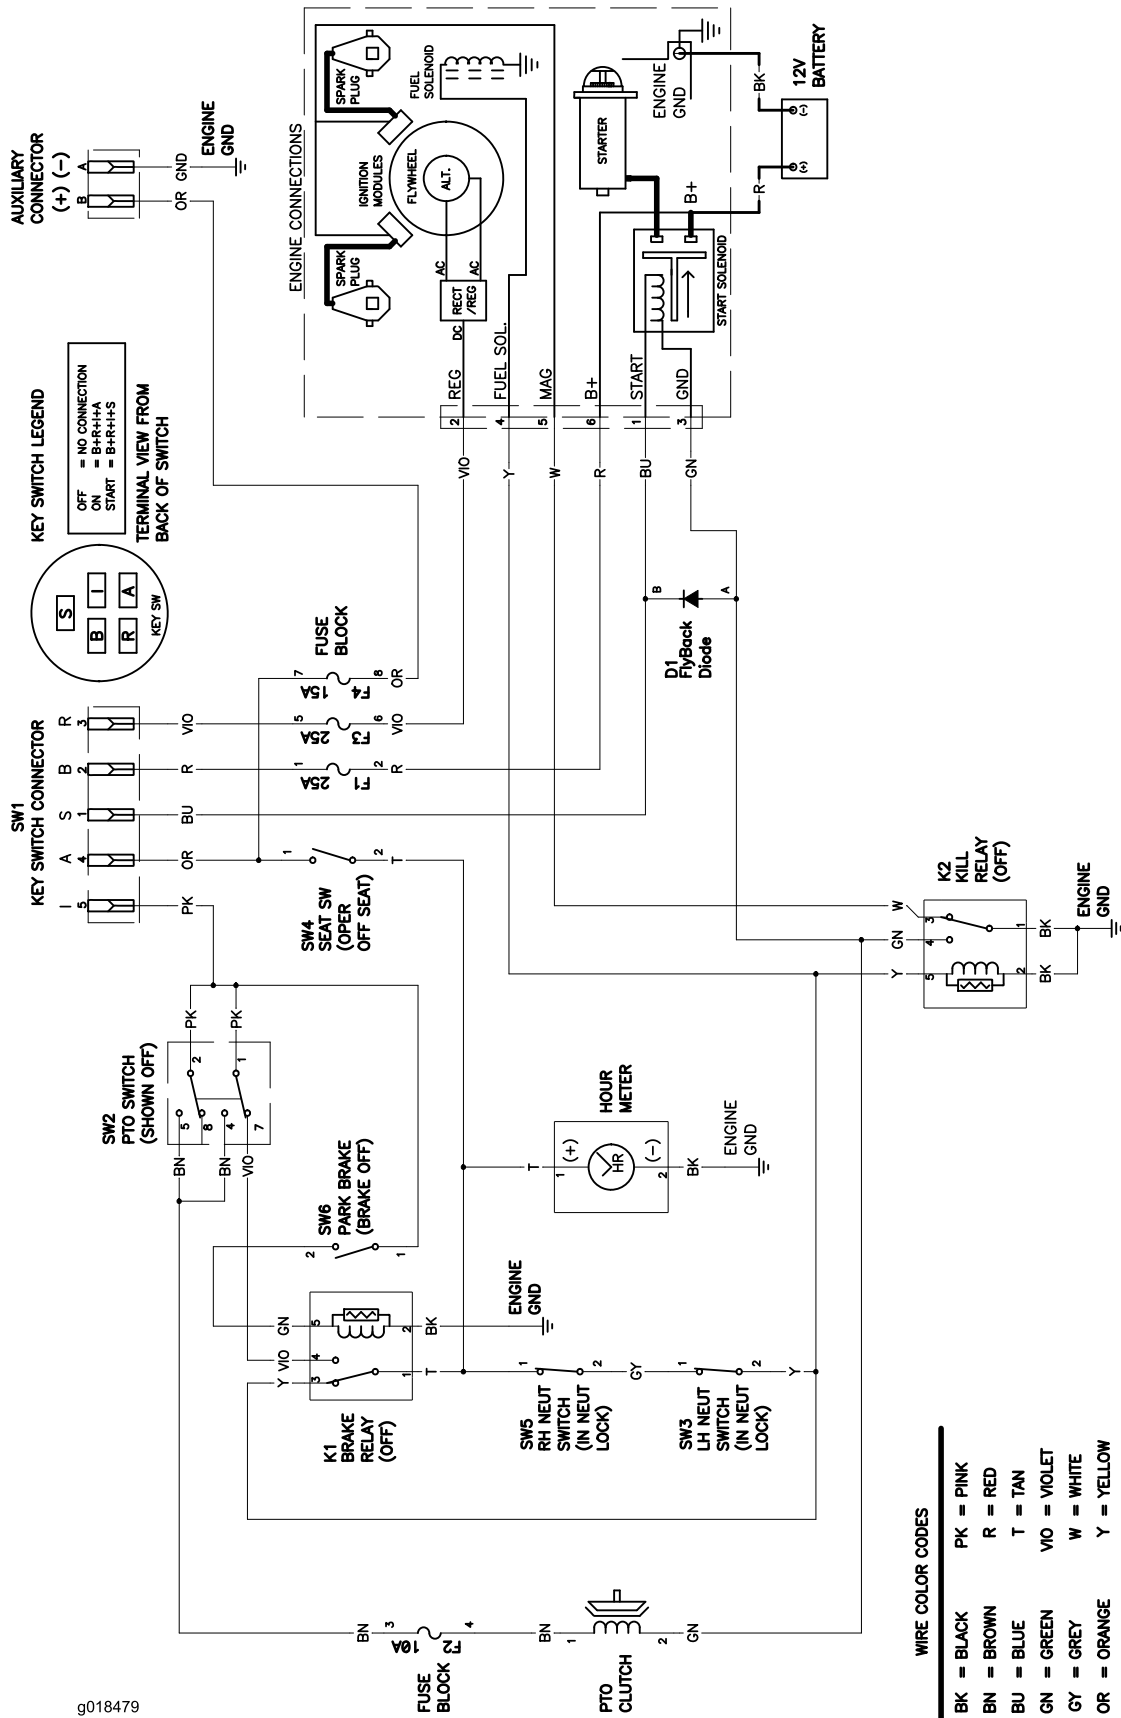 g018479
AUXILIARY
CONNECTOR
(+) (-)
B
A
OR
GND
ENGINE
GND
KEY SWITCH LEGEND
OFF = NO CONNECTION
ON = B+R+I+A
START = B+R+I+S
TERMINAL VIEW FROM
BACK OF SWITCH
S
B
I
R
A
KEY SW
SW1
KEY SWITCH CONNECTOR
I
A
S
B
R
5
4
1
2
3
PK
OR
BU
R
VIO
FUSE
BLOCK
1
25A
F1
2
R
5
25A
F3
6
VIO
7
15A
F4
8
OR
ENGINE CONNECTIONS
SPARK
PLUG
SPARK
PLUG
IGNITION
MODULES
FLYWHEEL
ALT.
FUEL
SOLENOID
AC
AC
RECT
/REG
DC
STARTER
ENGINE
GND
START SOLENOID
B+
BK
R
12V
BATTERY
(+)
(-)
REG
FUEL SOL.
MAG
B+
START
GND
2
4
5
6
1
3
VIO
Y
W
R
BU
GN
B
A
D1
FlyBack
Diode
SW4
SEAT SW
(OPER
OFF SEAT)
1
2
T
K2
KILL
RELAY
(OFF)
W
GN
Y
3
4
5
1
2
BK
BK
ENGINE
GND
SW2
PTO SWITCH
(SHOWN OFF)
PK
PK
2
1
5
8
4
7
BN
BN
VIO
SW6
PARK BRAKE
(BRAKE OFF)
2
1
HOUR
METER
T
1
(+)
HR
(-)
2
BK
ENGINE
GND
K1
BRAKE
RELAY
(OFF)
GN
VIO
Y
5
4
3
2
1
BK
T
ENGINE
GND
SW5
RH NEUT
SWITCH
(IN NEUT
LOCK)
1
2
GY
SW3
LH NEUT
SWITCH
(IN NEUT
LOCK)
1
2
Y
BN
3
10A
F2
4
FUSE
BLOCK
BN
1
2
GN
PTO
CLUTCH
WIRE COLOR CODES
BK = BLACK PK = PINK
BN = BROWN R = RED
BU = BLUE T = TAN
GN = GREEN VIO = VIOLET
GY = GREY W = WHITE
OR = ORANGE Y = YELLOW